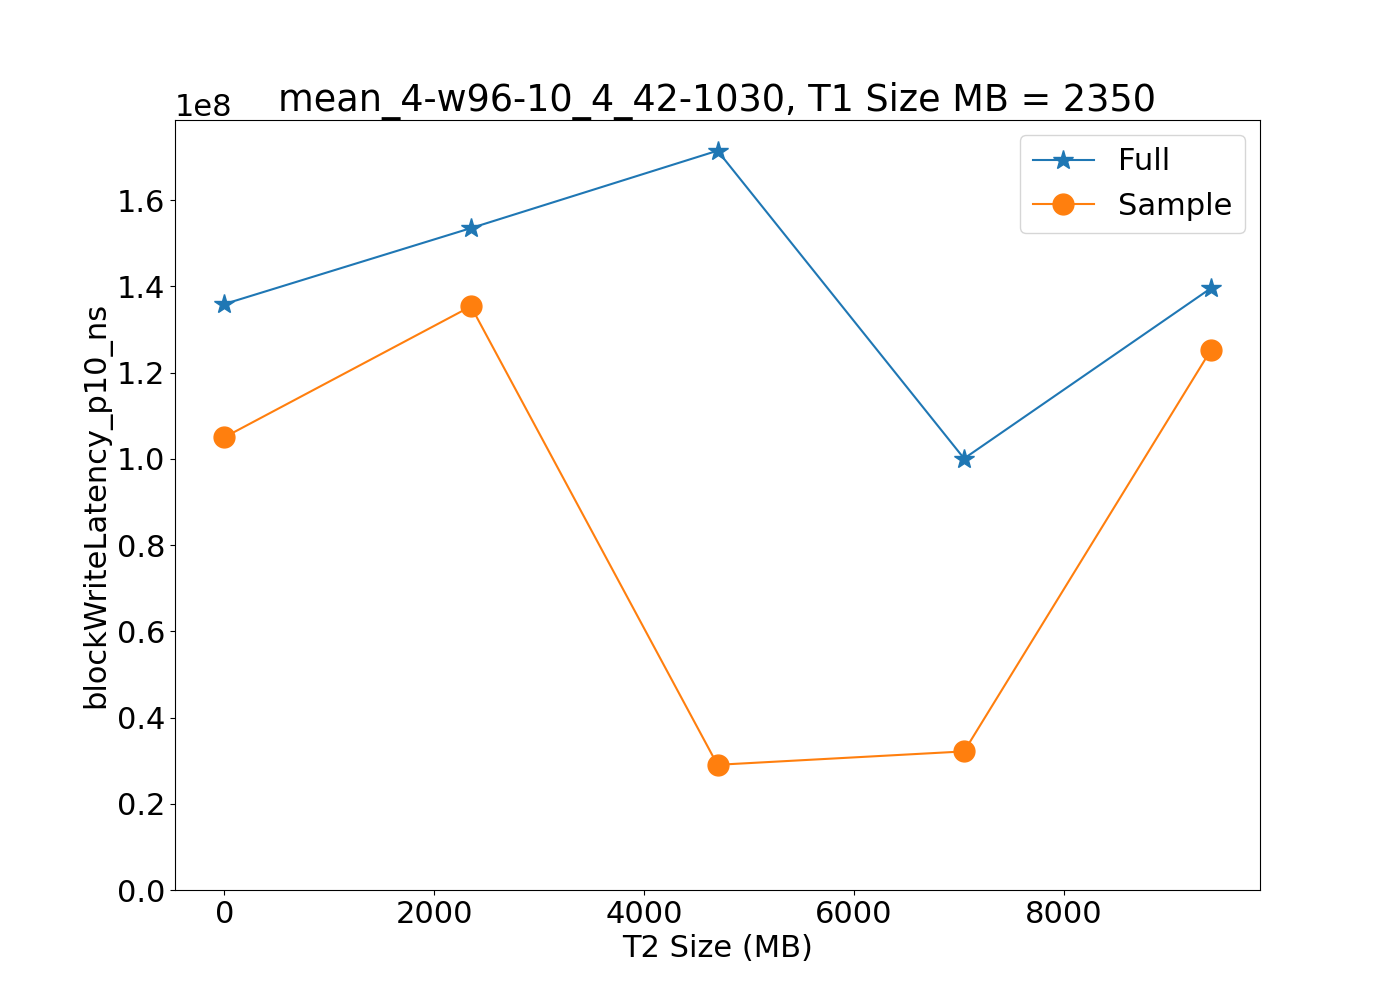 mean_4-w96-10_4_42-1030, T1 Size MB = 2350
1e8
Full
Sample
1.6
1.4
1.2
1.0
0.8
0.6
0.4
0.2
0.0
blockWriteLatency_p10_ns
0 2000 4000 6000 8000
T2 Size (MB)